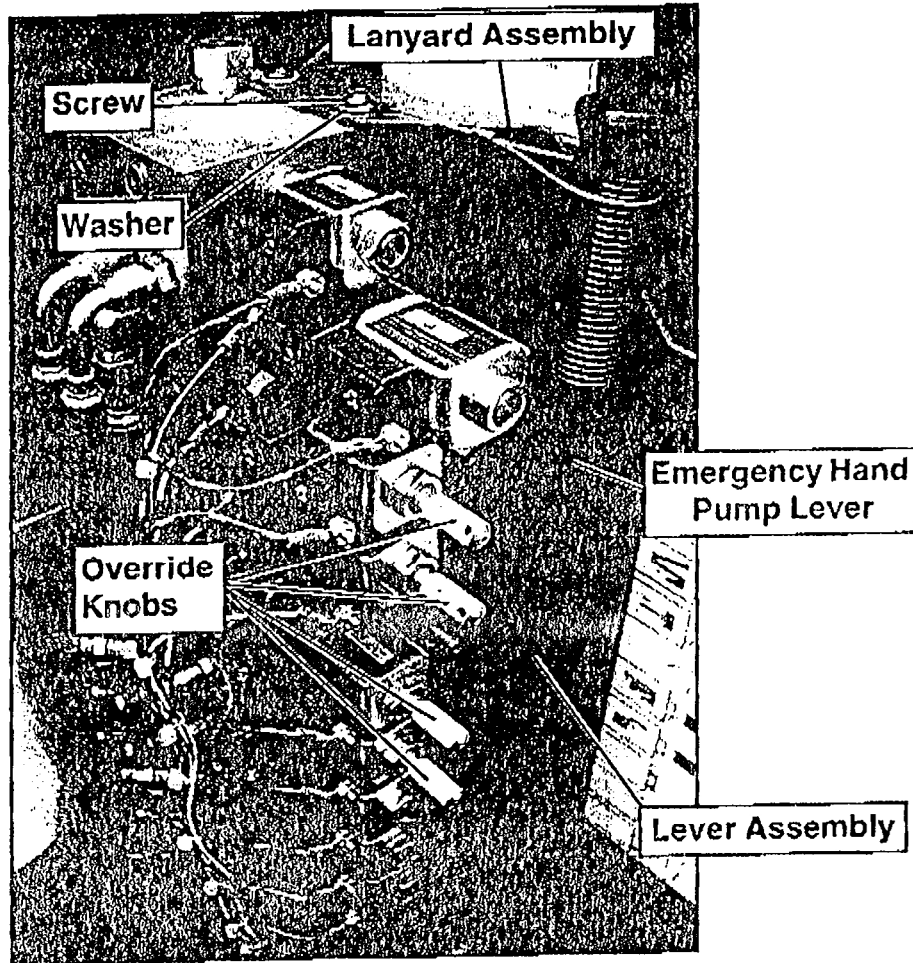 Lanyard Assembly
Screw
Washer
Emergency Hand
Pump Lever
Override
Knobs
Lever Assembly